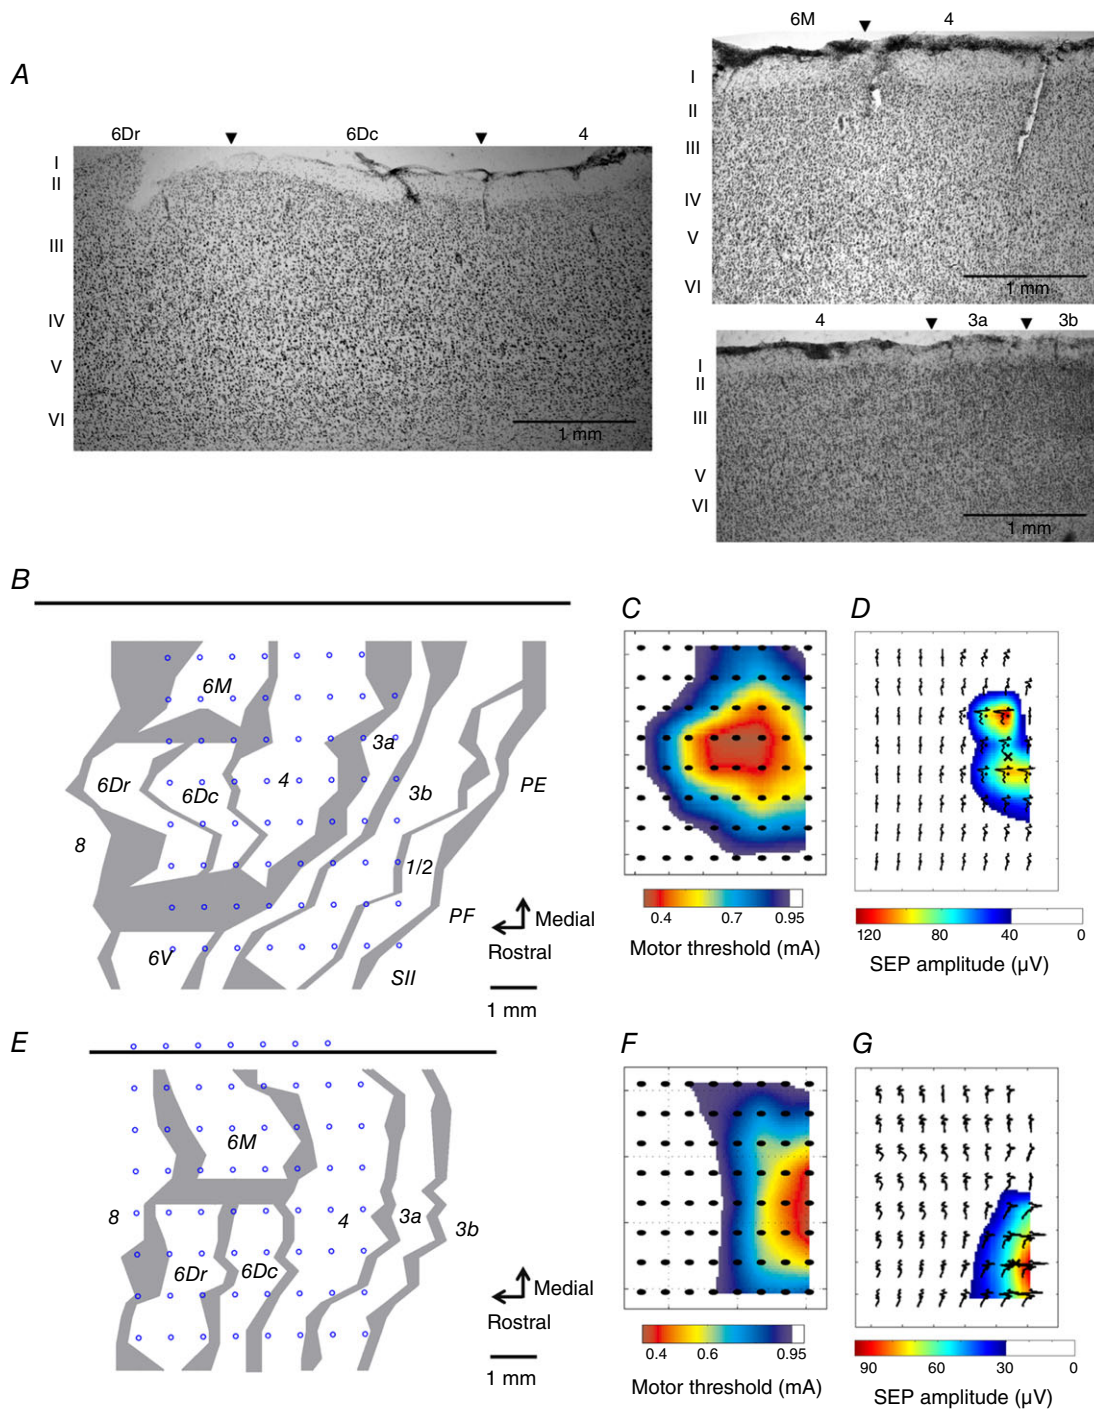 A
6Dr 6Dc 4
I
II
III
IV
V
VI
1 mm
6M 4
I
II
III
IV
V
VI
1 mm
4 3a 3b
I
II
III
V
VI
1 mm
B
6M
3a
6Dr
6Dc
4
3b
PE
8
1/2
PF
6V
SII
Medial
Rostral
1 mm
C
0.4 0.7 0.95
Motor threshold (mA)
D
120 80 40 0
SEP amplitude (µV)
E
6M
8
4
3a
3b
6Dr
6Dc
Medial
Rostral
1 mm
F
0.4 0.6 0.95
Motor threshold (mA)
G
90 60 30 0
SEP amplitude (µV)